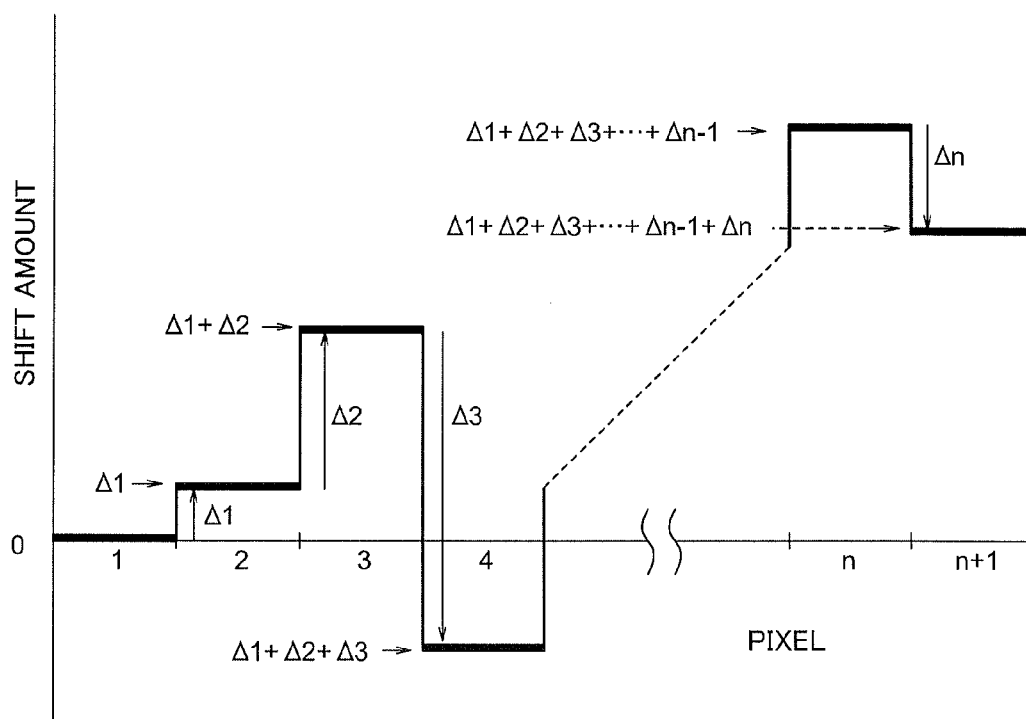 Δ1+ Δ2+ Δ3+⋯+ Δn-1
Δn
Δ1+ Δ2+ Δ3+⋯+ Δn-1+ Δn
SHIFT AMOUNT
Δ1+ Δ2
Δ2
Δ3
Δ1
Δ1
0
1
2
3
4
n
n+1
Δ1+ Δ2+ Δ3
PIXEL